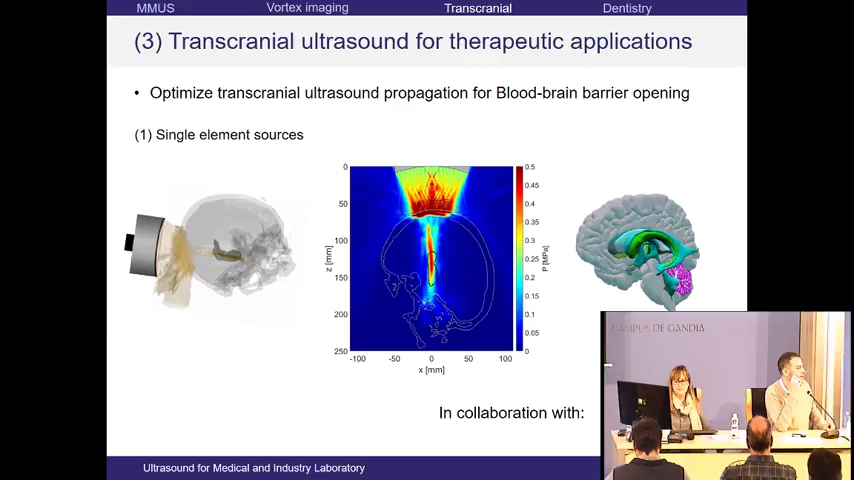 MMUS
Vortex imaging
Transcranial
Dentistry
(3) Transcranial ultrasound for therapeutic applications
• Optimize transcranial ultrasound propagation for Blood-brain barrier opening
(1) Single element sources
0
50
100
150
200
250
z [mm]
-100
-50
0
50
100
x [mm]
0.5
0.45
0.4
0.35
0.3
0.25
0.2
0.15
0.1
0.05
0
P [MPa]
CAMPUS DE GANDIA
In collaboration with:
Ultrasound for Medical and Industry Laboratory